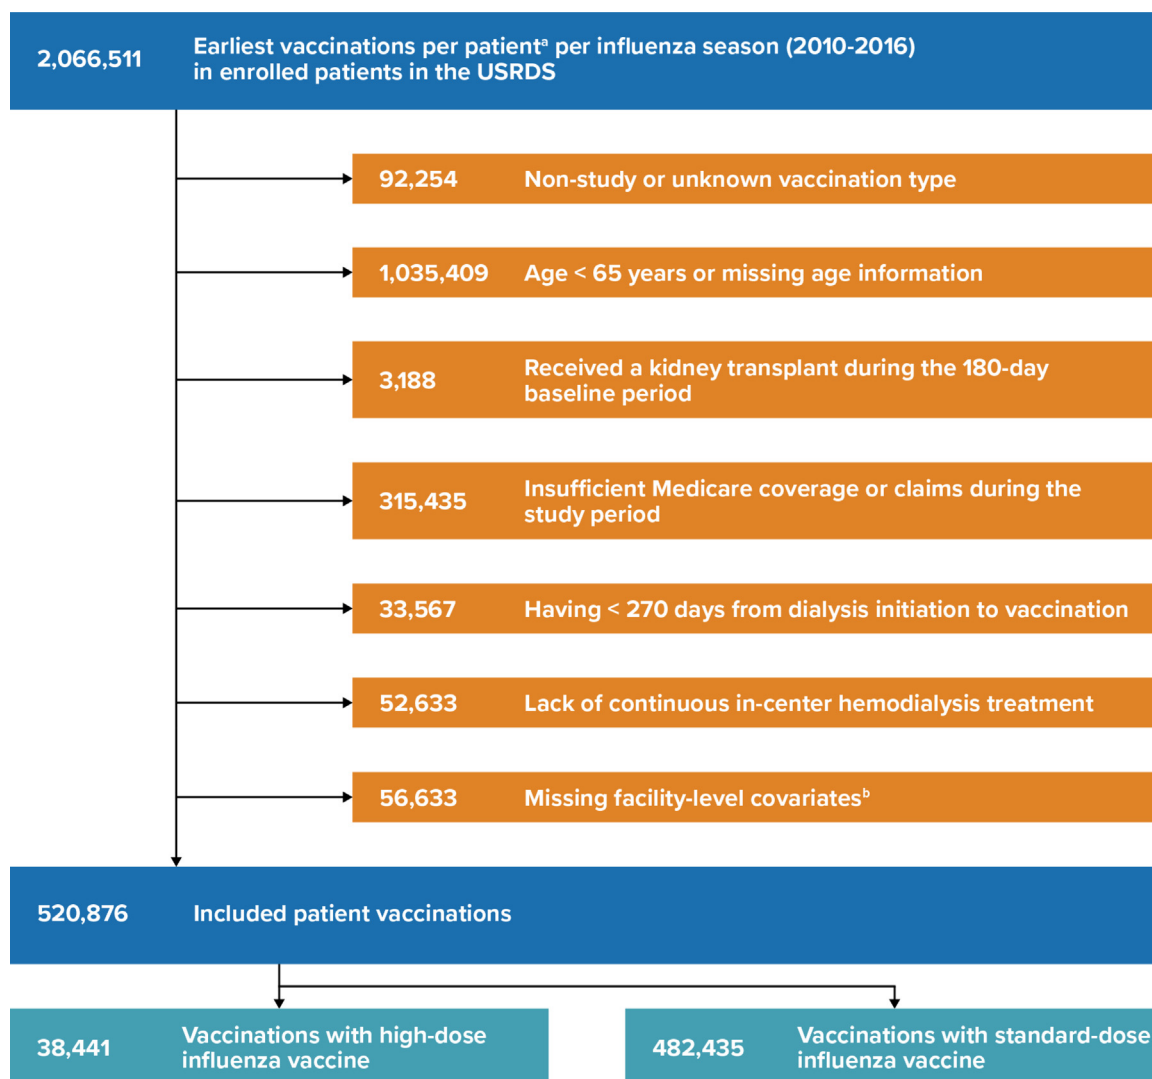 2,066,511 Earliest vaccinations per patientᵃ per influenza season (2010-2016)
in enrolled patients in the USRDS
92,254 Non-study or unknown vaccination type
1,035,409 Age < 65 years or missing age information
3,188 Received a kidney transplant during the 180-day
baseline period
315,435 Insufficient Medicare coverage or claims during the
study period
33,567 Having < 270 days from dialysis initiation to vaccination
52,633 Lack of continuous in-center hemodialysis treatment
56,633 Missing facility-level covariatesᵇ
520,876 Included patient vaccinations
38,441 Vaccinations with high-dose
influenza vaccine
482,435 Vaccinations with standard-dose
influenza vaccine